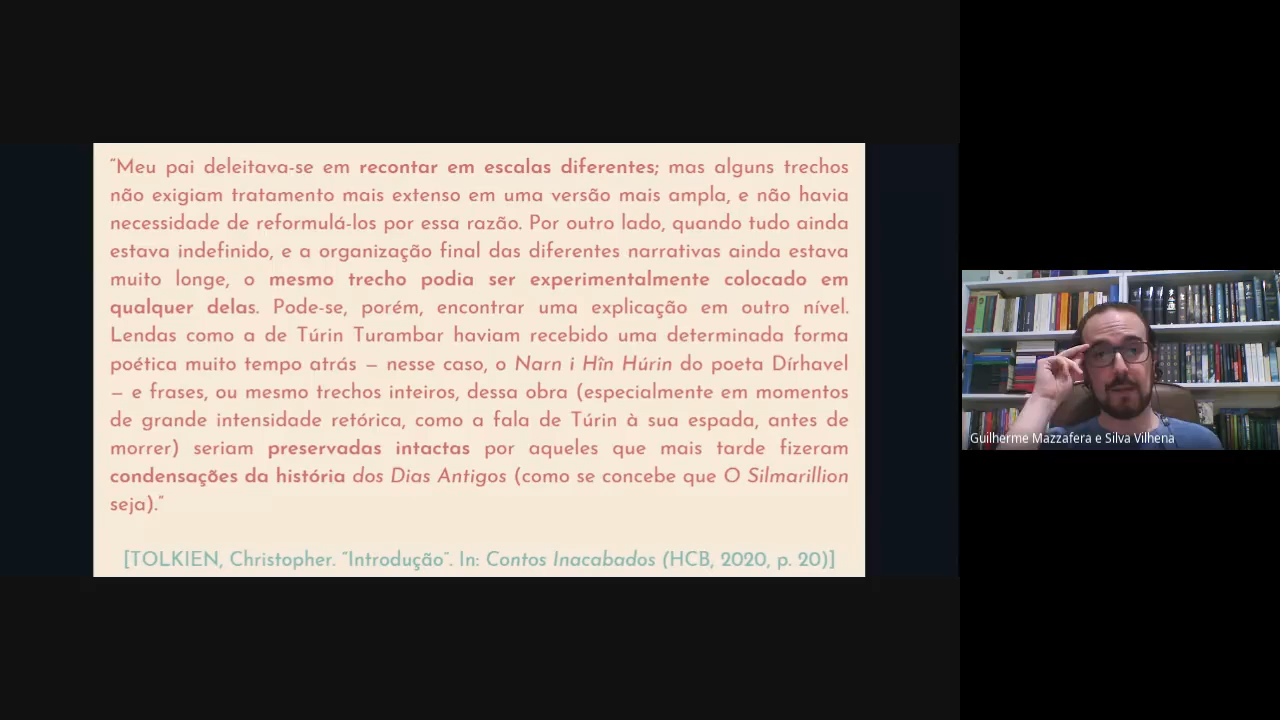 “Meu pai deleitava-se em recontar em escalas diferentes; mas alguns trechos
não exigiam tratamento mais extenso em uma versão mais ampla, e não havia
necessidade de reformulá-los por essa razão. Por outro lado, quando tudo ainda
estava indefinido, e a organização final das diferentes narrativas ainda estava
muito longe, o mesmo trecho podia ser experimentalmente colocado em
qualquer delas. Pode-se, porém, encontrar uma explicação em outro nível.
Lendas como a de Túrin Turambar haviam recebido uma determinada forma
poética muito tempo atrás – nesse caso, o Narn i Hîn Húrin do poeta Dírhavel
– e frases, ou mesmo trechos inteiros, dessa obra (especialmente em momentos
de grande intensidade retórica, como a fala de Túrin à sua espada, antes de
morrer) seriam preservadas intactas por aqueles que mais tarde fizeram
condensações da história dos Dias Antigos (como se concebe que O Silmarillion
seja).”
[TOLKIEN, Christopher. “Introdução”. In: Contos Inacabados (HCB, 2020, p. 20)]
Guilherme Mazzafera e Silva Vilhena